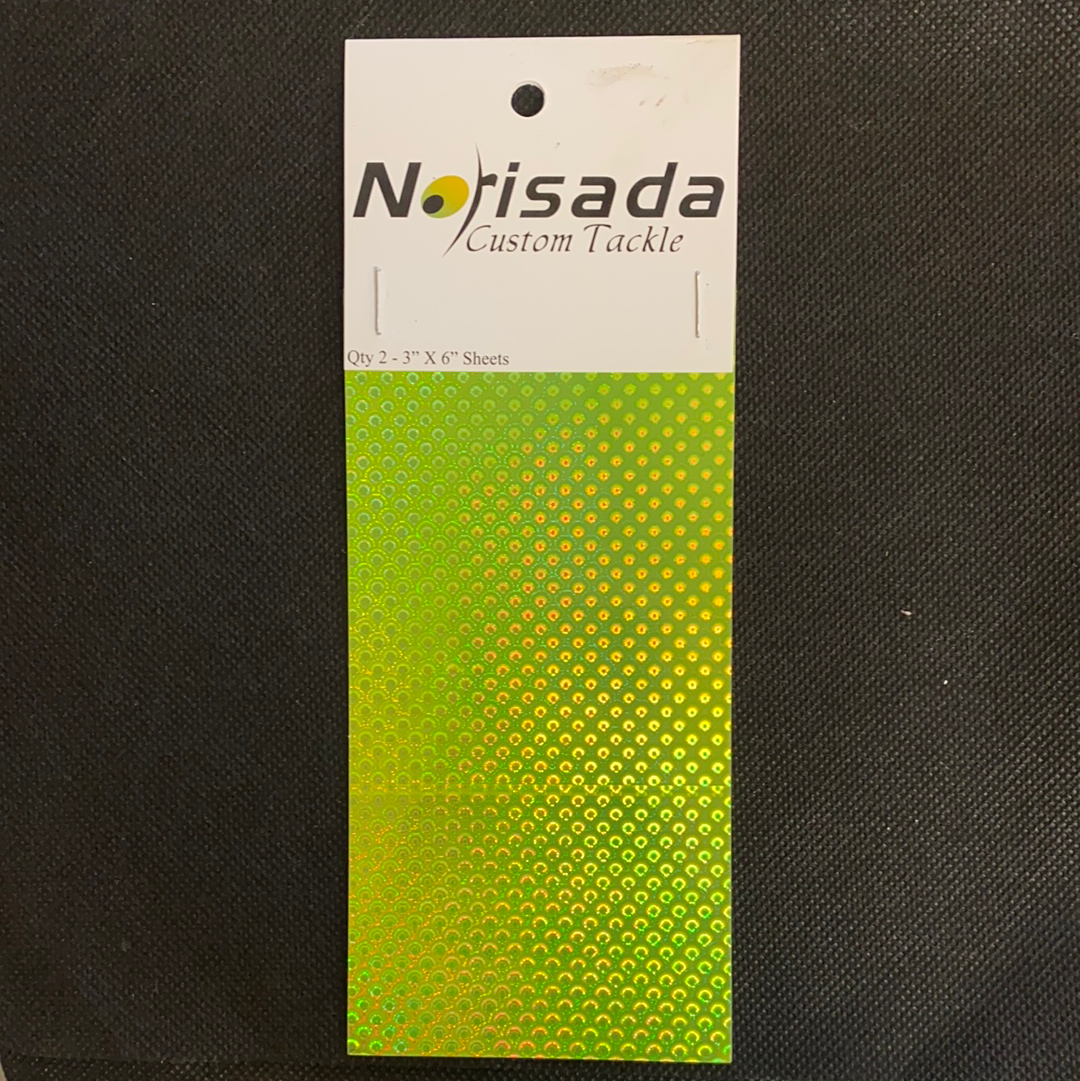 Norisada
Custom Tackle
Qty 2 - 3” X 6” Sheets